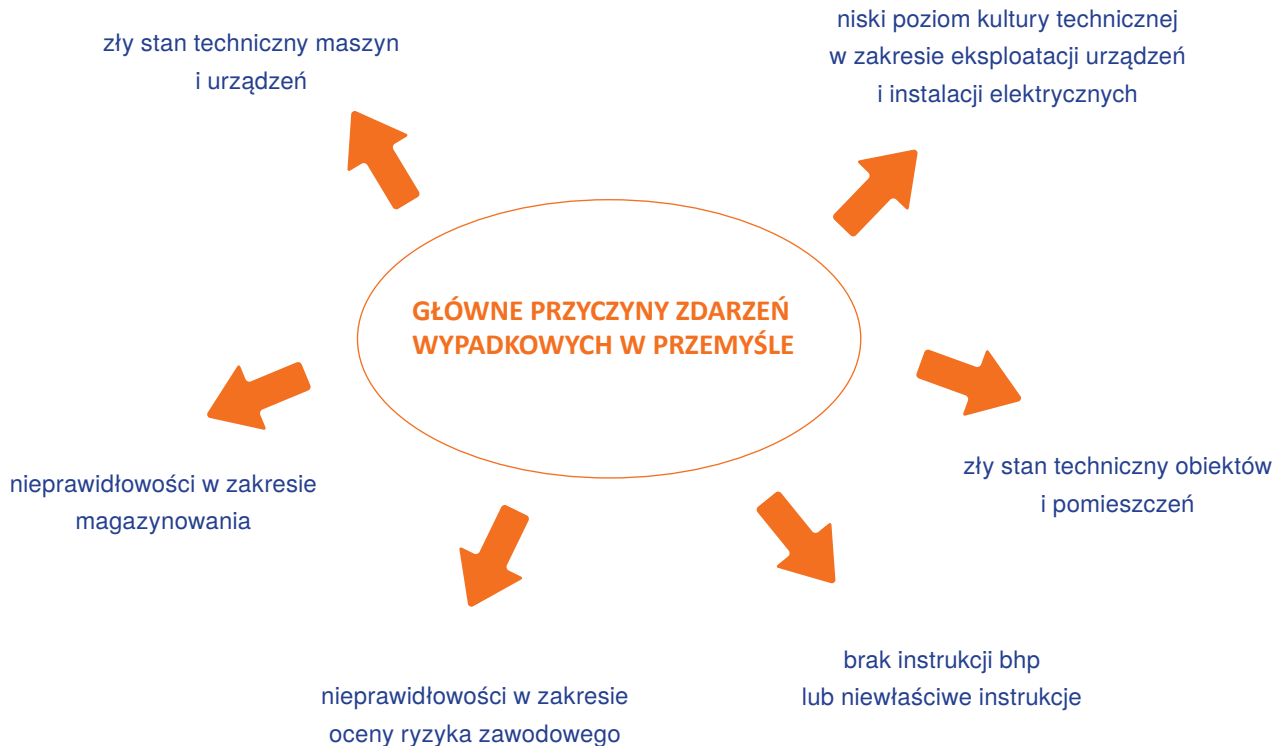 zły stan techniczny maszyn
i urządzeń
niski poziom kultury technicznej
w zakresie eksploatacji urządzeń
i instalacji elektrycznych
GŁÓWNE PRZYCZYNY ZDARZEŃ
WYPADKOWYCH W PRZEMYŚLE
nieprawidłowości w zakresie
magazynowania
zły stan techniczny obiektów
i pomieszczeń
nieprawidłowości w zakresie
oceny ryzyka zawodowego
brak instrukcji bhp
lub niewłaściwe instrukcje